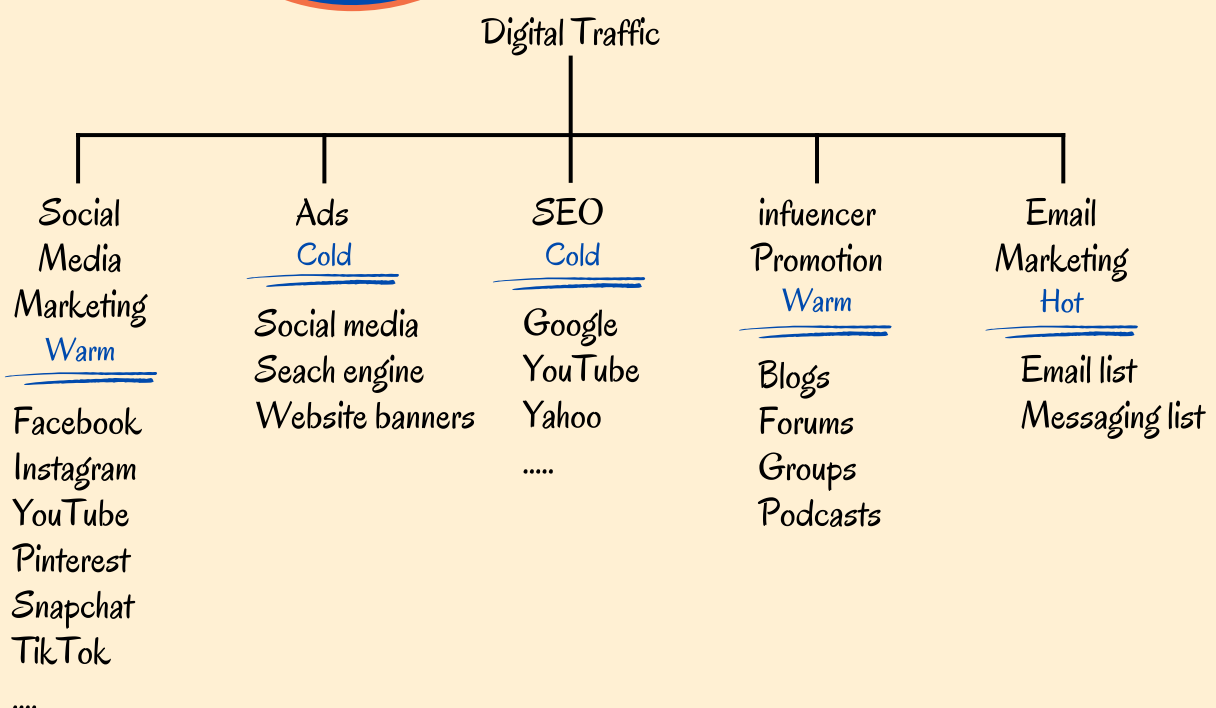 Digital Traffic
Social
Media
Marketing
Warm
Facebook
Instagram
YouTube
Pinterest
Snapchat
TikTok
....
Ads
Cold
Social media
Seach engine
Website banners
SEO
Cold
Google
YouTube
Yahoo
.....
infuencer
Promotion
Warm
Blogs
Forums
Groups
Podcasts
Email
Marketing
Hot
Email list
Messaging list